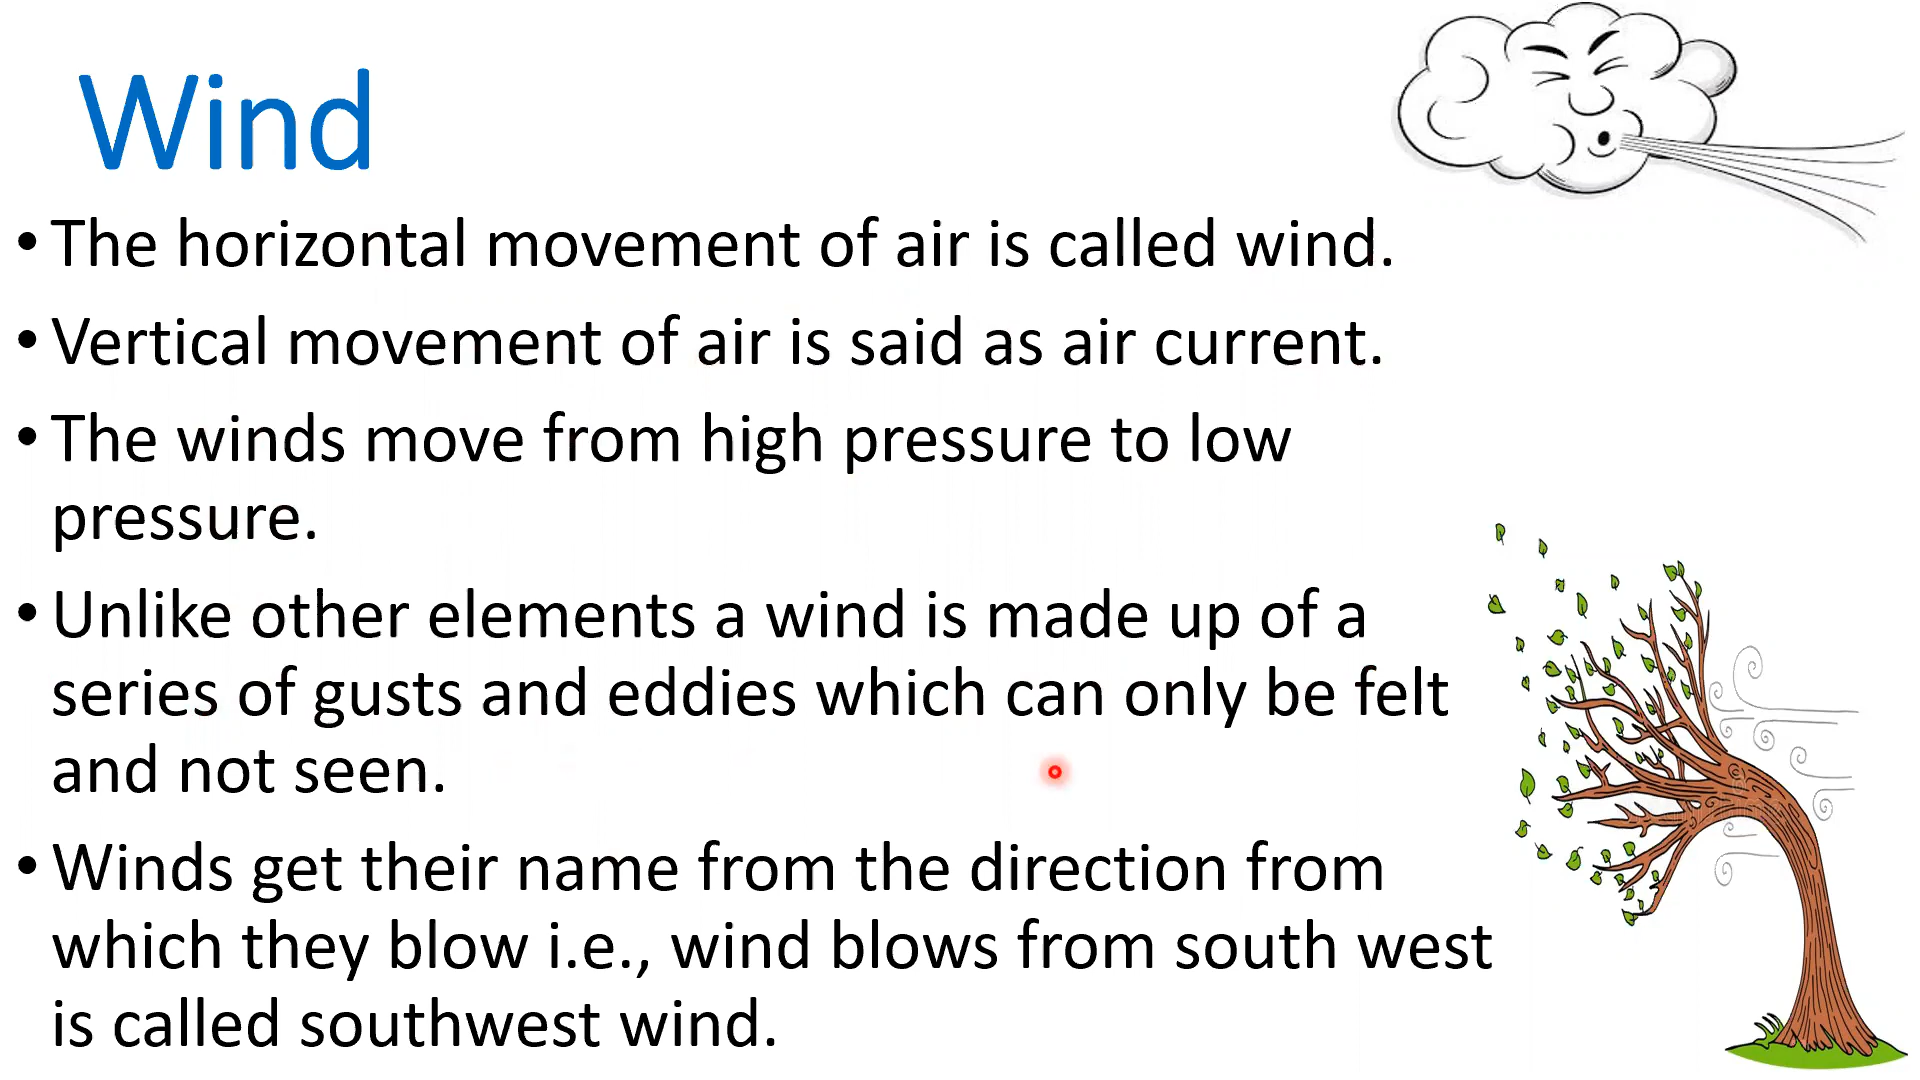 Wind
• The horizontal movement of air is called wind.
• Vertical movement of air is said as air current.
• The winds move from high pressure to low
pressure.
• Unlike other elements a wind is made up of a
series of gusts and eddies which can only be felt
and not seen.
• Winds get their name from the direction from
which they blow i.e., wind blows from south west
is called southwest wind.